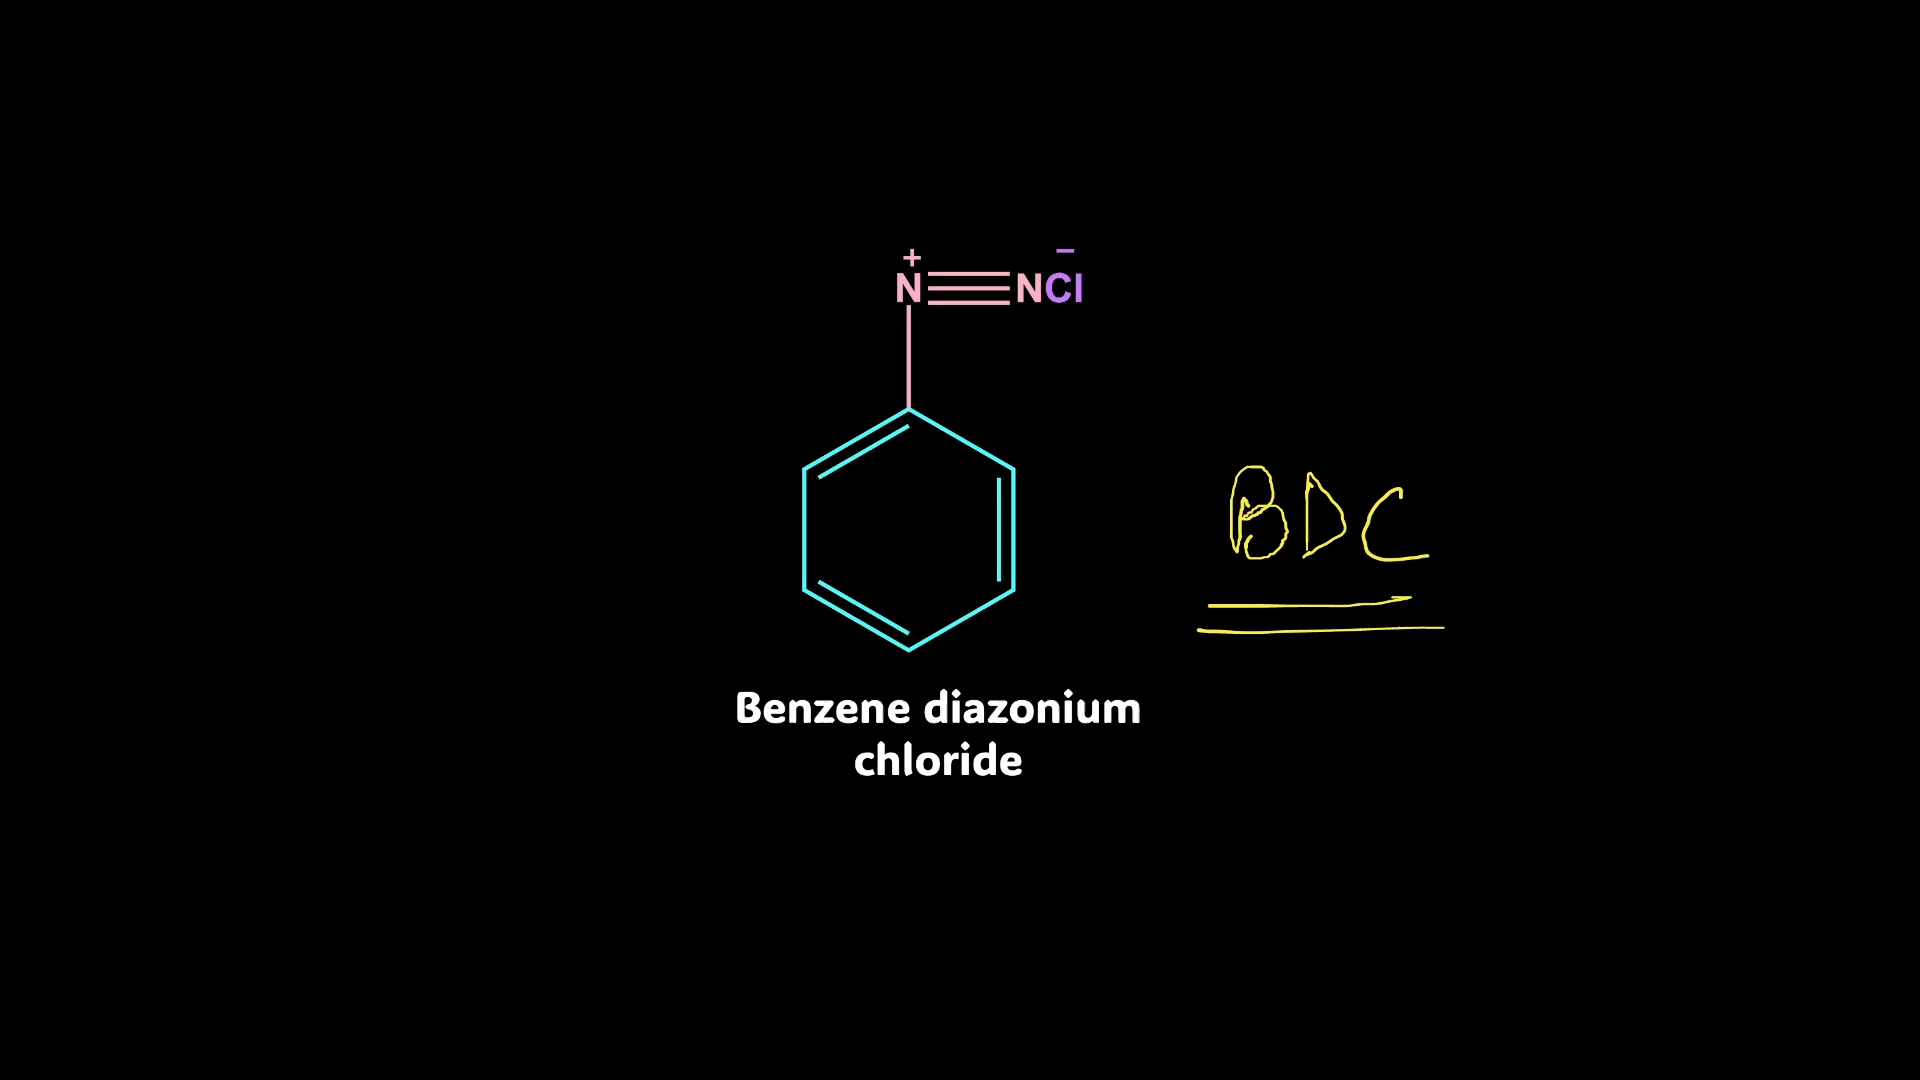 + −
N NCl
BDC
Benzene diazonium
chloride